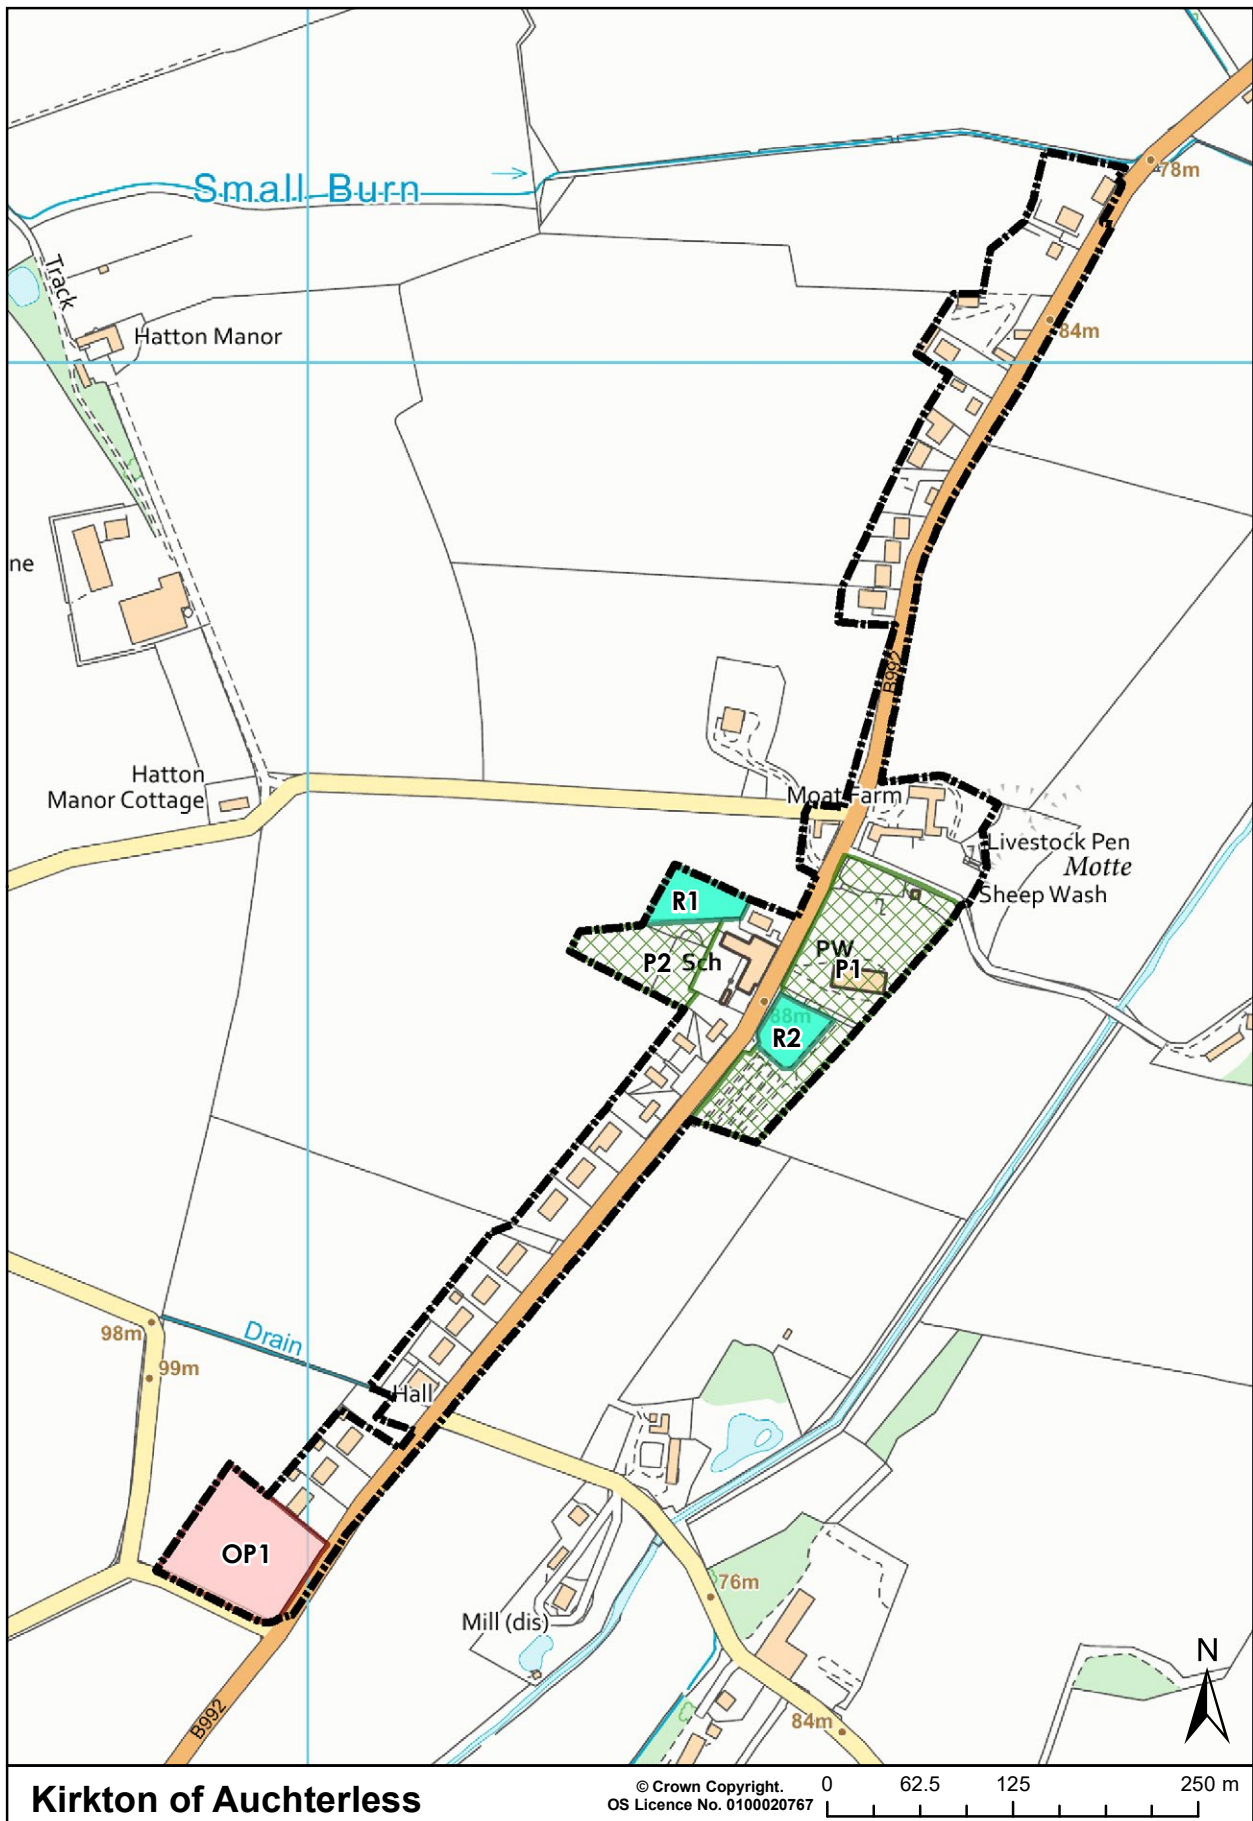 Small Burn
78m
Track
Hatton Manor
84m
ne
B992
Hatton
Manor Cottage
Moat Farm
Livestock Pen
Motte
Sheep Wash
R1
P2
Sch
PW
P1
88m
R2
98m
Drain
99m
Hall
OP1
76m
Mill (dis)
B992
84m
N
Kirkton of Auchterless
© Crown Copyright.
OS Licence No. 0100020767
0 62.5 125 250 m